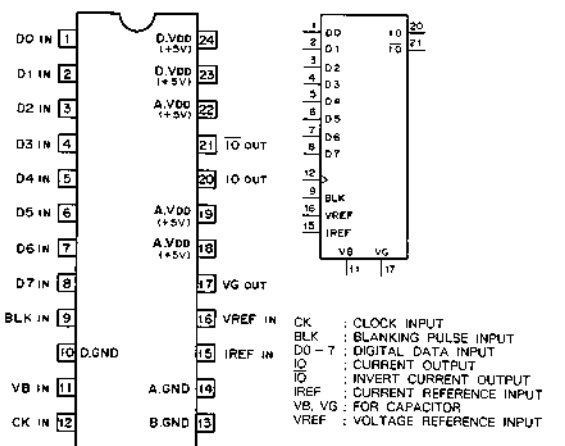 D0 IN 1
D1 IN 2
D2 IN 3
D3 IN 4
D4 IN 5
D5 IN 6
D6 IN 7
D7 IN 8
BLK IN 9
10 D.GND
VB IN 11
CK IN 12
D.VDD 24
(+5V)
D.VDD 23
(+5V)
A.VDD 22
(+5V)
21 IO OUT
20 IO OUT
A.VDD 19
(+5V)
A.VDD 18
(+5V)
17 VG OUT
16 VREF IN
15 IREF IN
A.GND 14
B.GND 13
1 D0 IO 20
2 D1 IO 21
3 D2
4 D3
5 D4
6 D5
7 D6
8 D7
12
9 BLK
16 VREF
15 IREF
VB VG
11 17
CK : CLOCK INPUT
BLK : BLANKING PULSE INPUT
D0 - 7 : DIGITAL DATA INPUT
IO : CURRENT OUTPUT
IO : INVERT CURRENT OUTPUT
IREF : CURRENT REFERENCE INPUT
VB, VG : FOR CAPACITOR
VREF : VOLTAGE REFERENCE INPUT